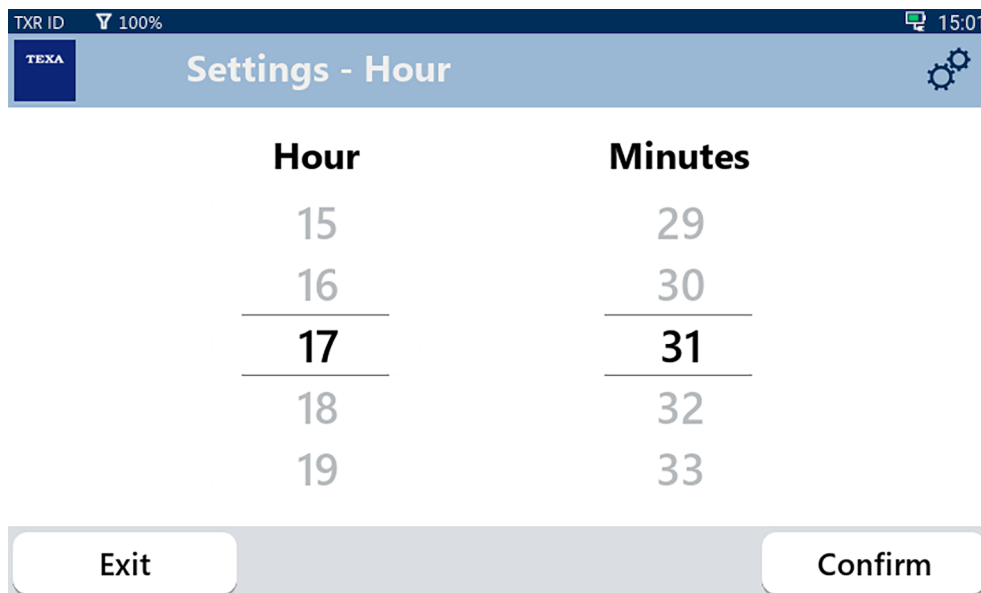 TXR ID 100% 15:01
TEXA
Settings - Hour
Hour Minutes
15 29
16 30
17 31
18 32
19 33
Exit Confirm